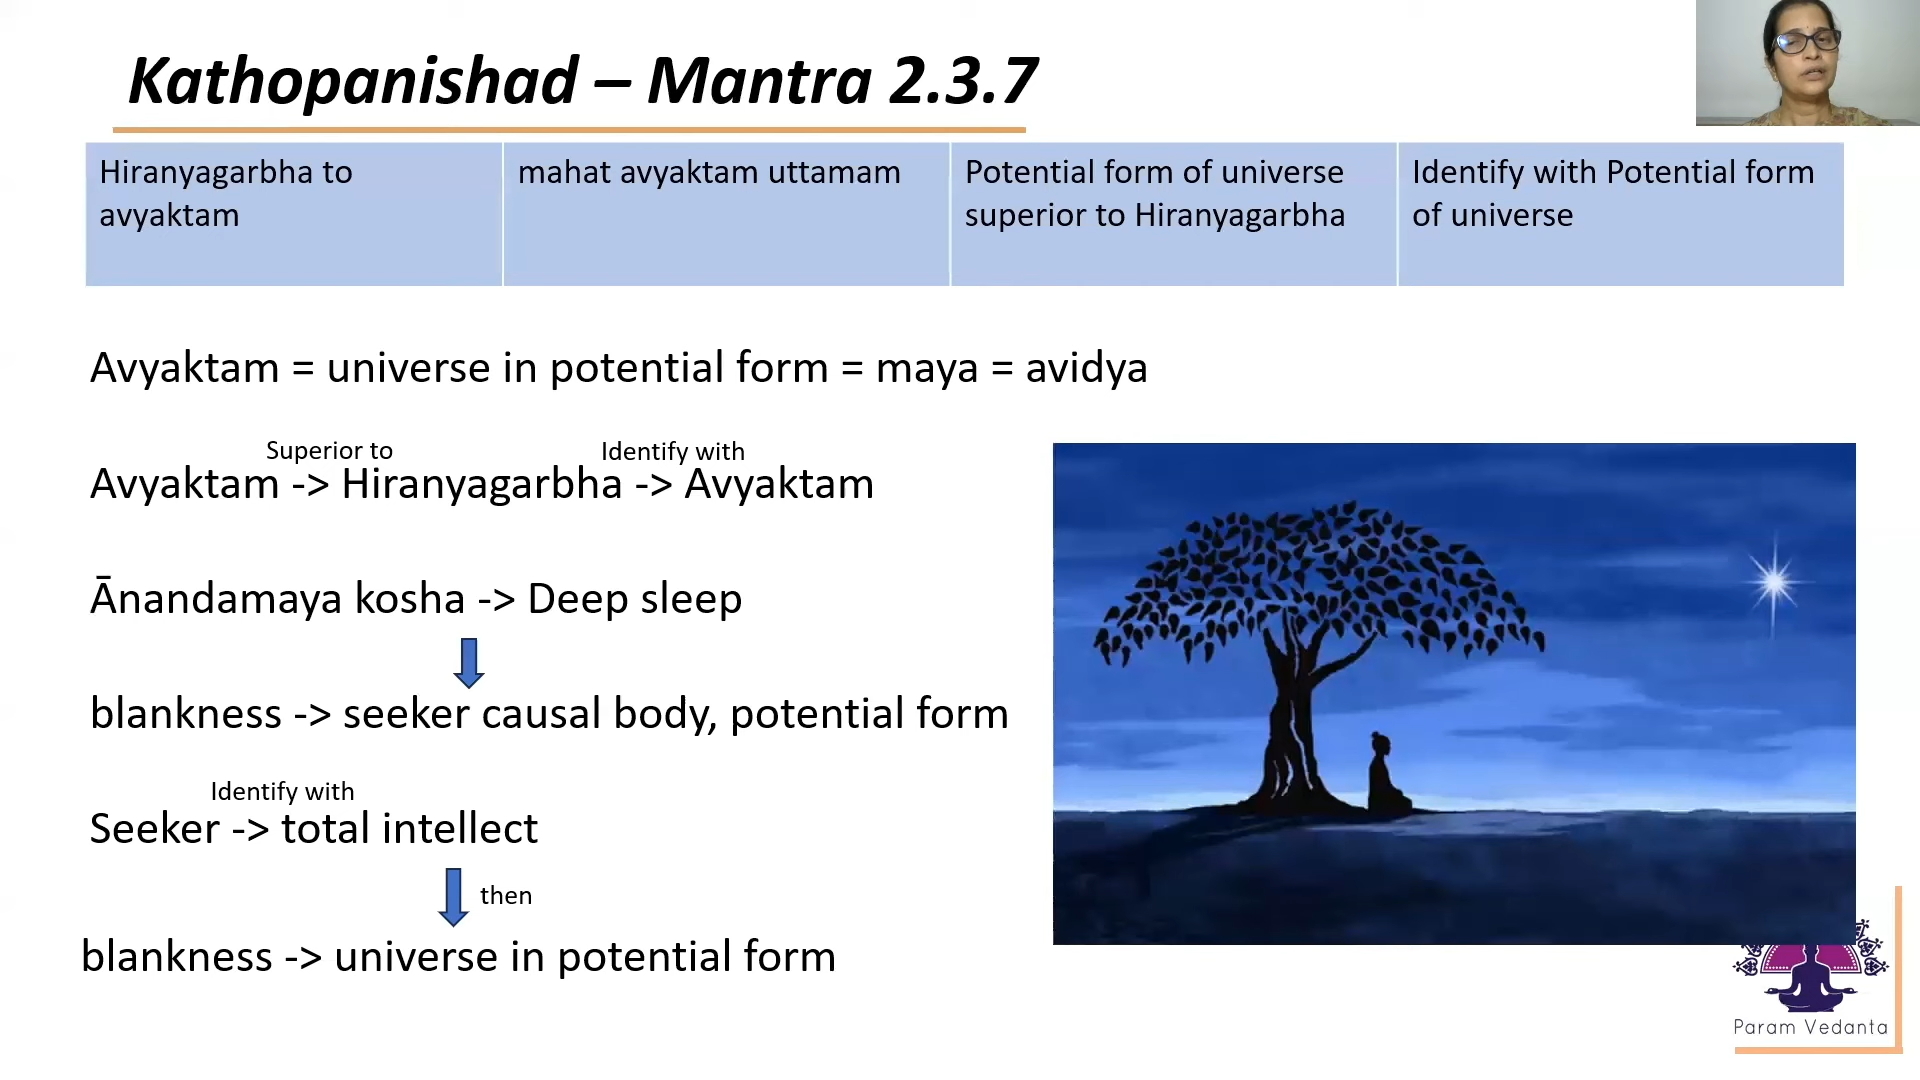 Kathopanishad – Mantra 2.3.7
Hiranyagarbha to
avyaktam
mahat avyaktam uttamam
Potential form of universe
superior to Hiranyagarbha
Identify with Potential form
of universe
Avyaktam = universe in potential form = maya = avidya
Superior to
Identify with
Avyaktam -> Hiranyagarbha -> Avyaktam
Ānandamaya kosha -> Deep sleep
blankness -> seeker causal body, potential form
Identify with
Seeker -> total intellect
then
blankness -> universe in potential form
Param Vedanta